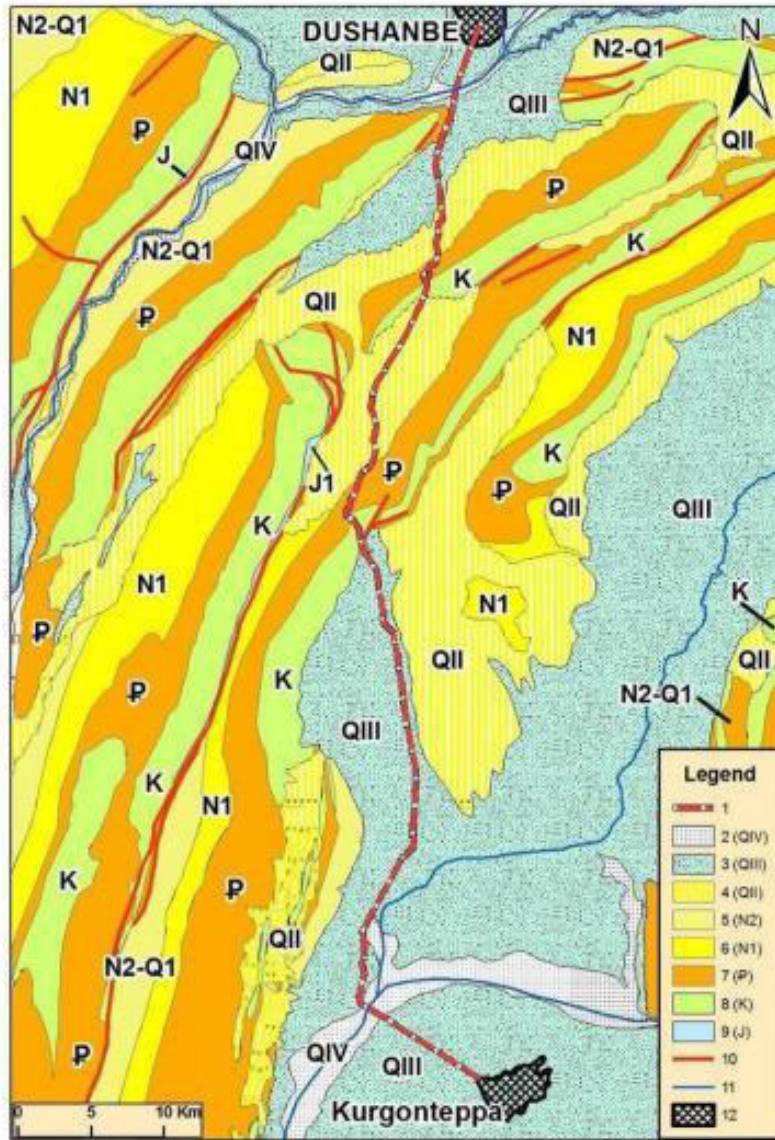 DUSHANBE
N2-Q1
QII
N2-Q1
N
N1
QIII
QII
P
QIV
J
P
N2-Q1
K
K
P
QII
N1
K
P
P
QII
QIII
J1
K
N1
N1
K
P
QII
QII
P
K
N2-Q1
QIII
K
N1
K
P
QII
N2-Q1
QIV
QIII
P
Kurgonteppa
0 5 10 Км
Legend
1
2 (QIV)
3 (QIII)
4 (QII)
5 (N2)
6 (N1)
7 (P)
8 (K)
9 (J)
10
11
12